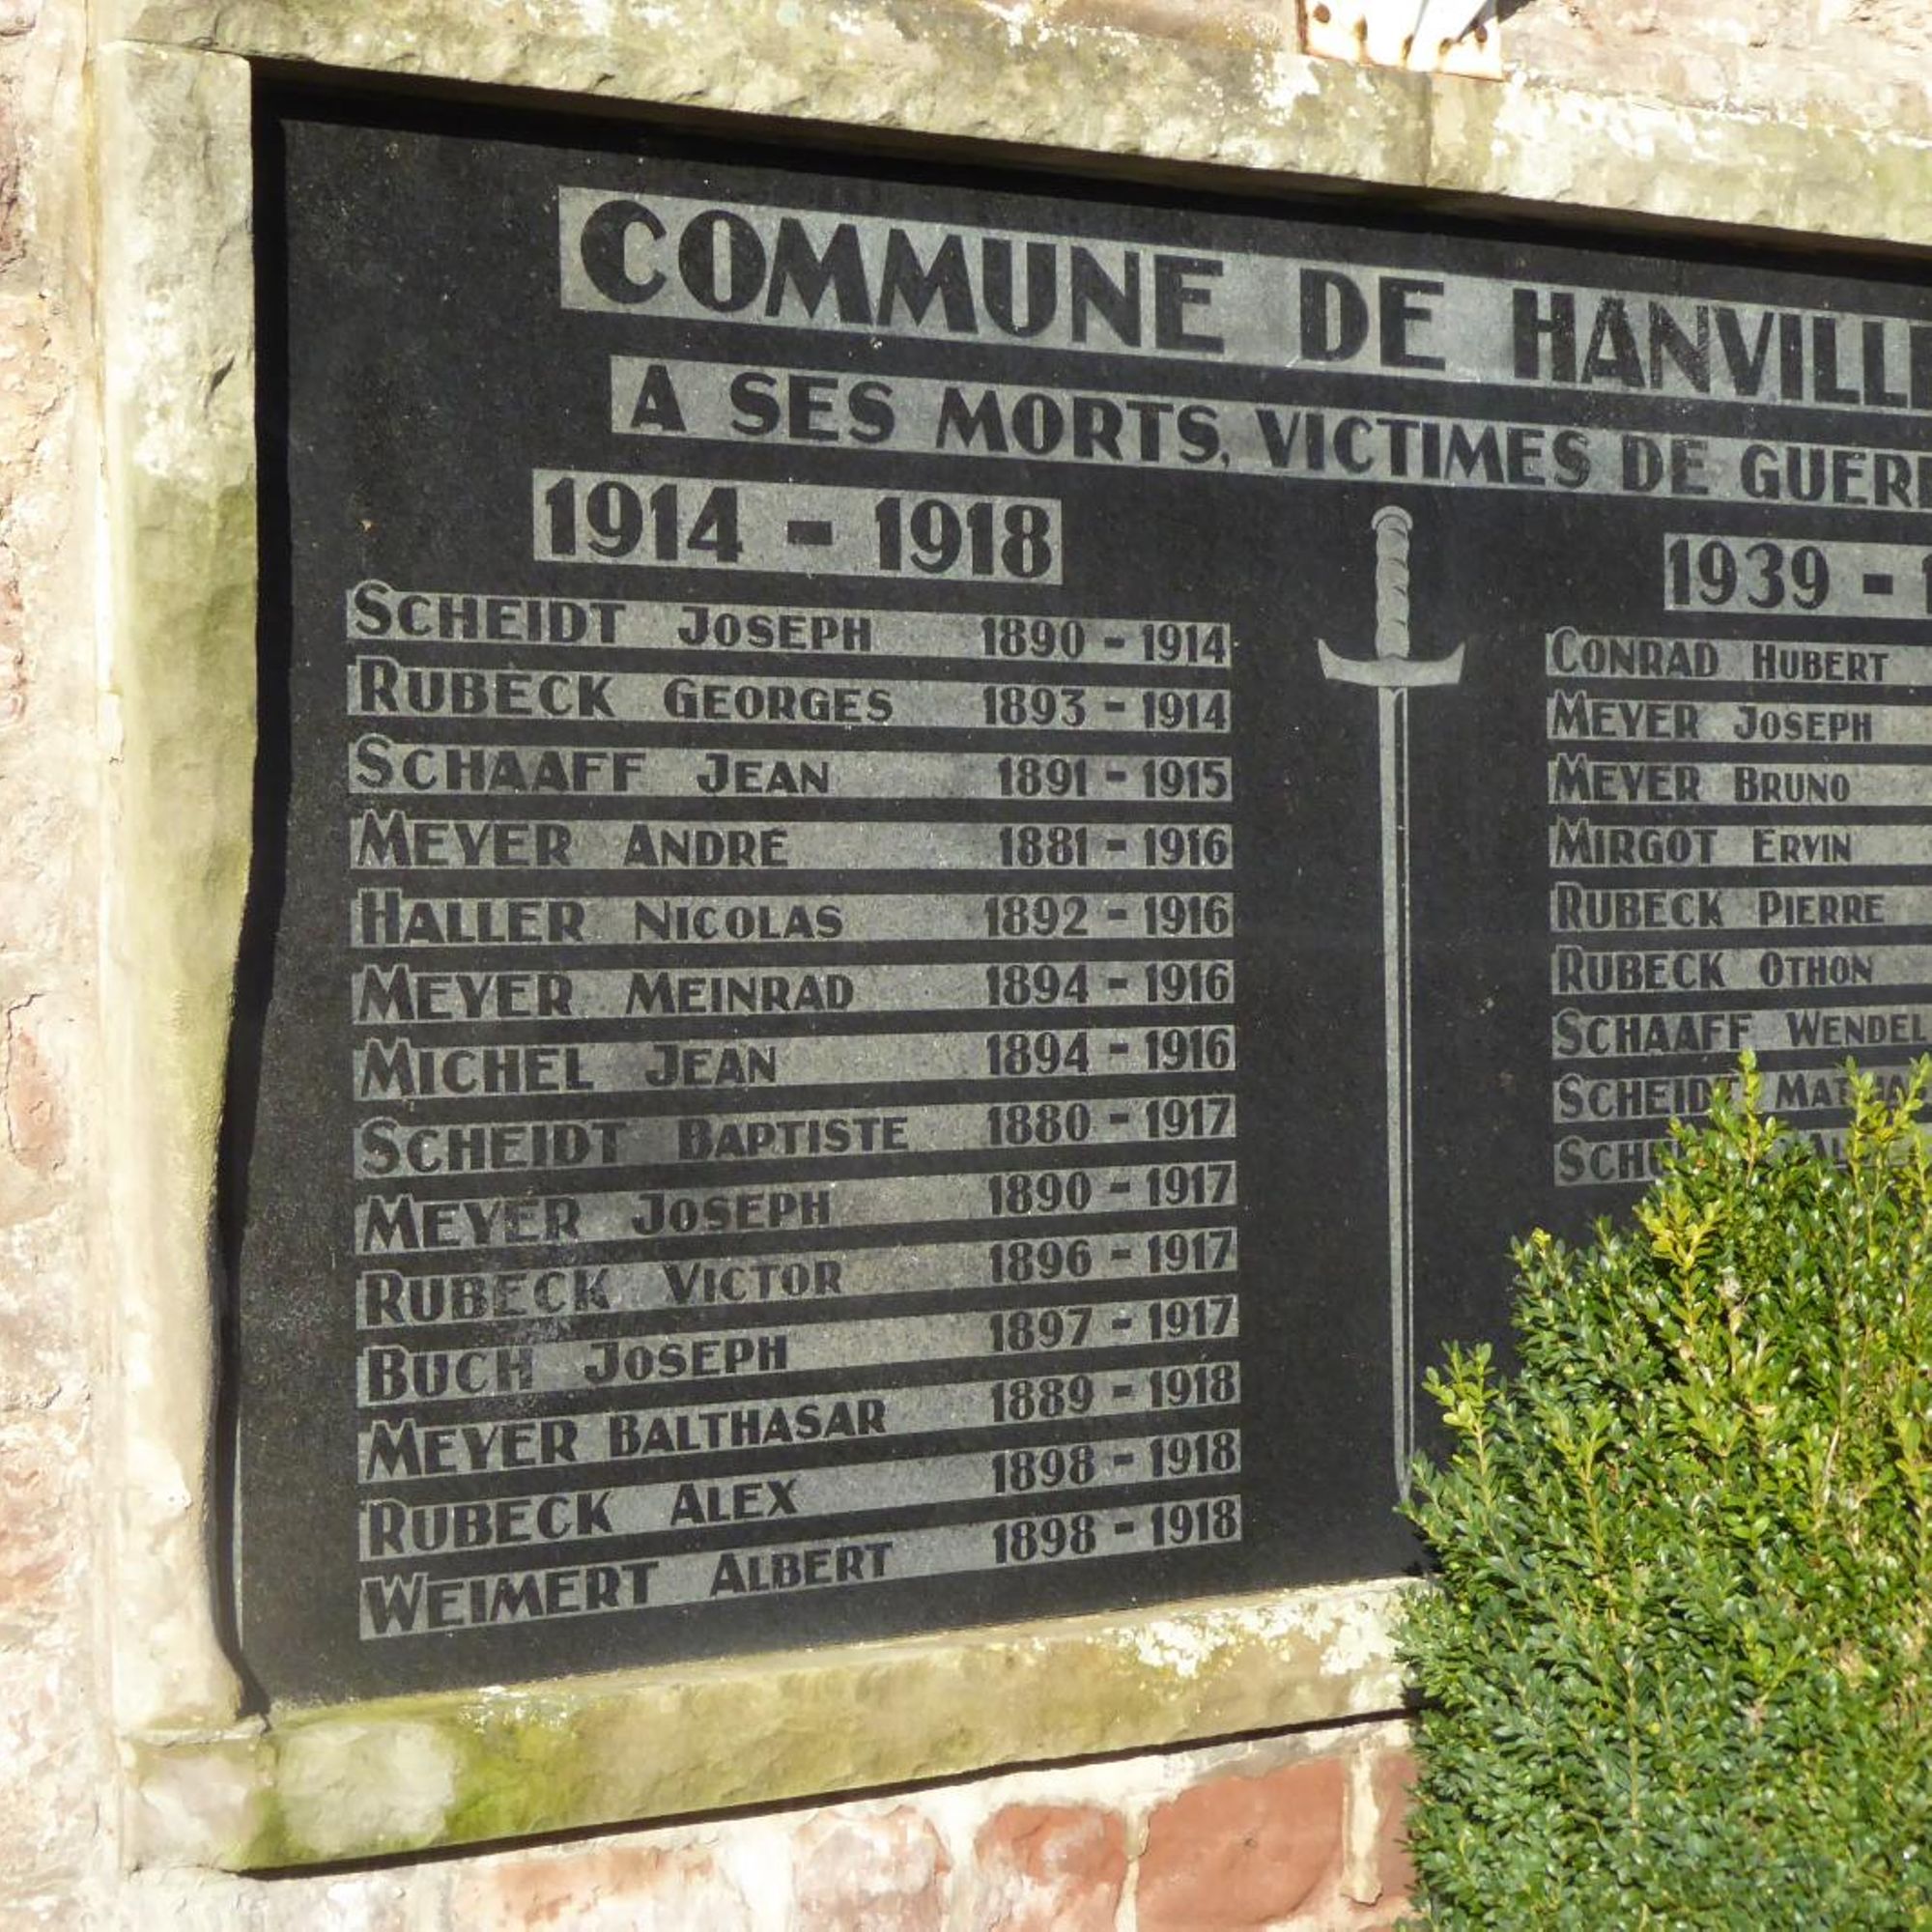 COMMUNE DE HANVILLE
A SES MORTS, VICTIMES DE
1914 - 1918
SCHEIDT JOSEPH 1890 - 1914
RUBECK GEORGES 1893 - 1914
SCHAAFF JEAN 1891 - 1915
MEYER ANDRÉ 1881 - 1916
HALLER NICOLAS 1892 - 1916
MEYER MEINRAD 1894 - 1916
MICHEL JEAN 1894 - 1916
SCHEIDT BAPTISTE 1880 - 1917
MEYER JOSEPH 1890 - 1917
RUBECK VICTOR 1896 - 1917
BUCH JOSEPH 1897 - 1917
MEYER BALTHASAR 1889 - 1918
RUBECK ALEX 1898 - 1918
WEIMERT ALBERT 1898 - 1918
1939 -
CONRAD HUBERT
MEYER JOSEPH
MEYER BRUNO
MIRGOT ERVIN
RUBECK PIERRE
RUBECK OTHON
SCHAAFF WENDEL
SCHEIDT